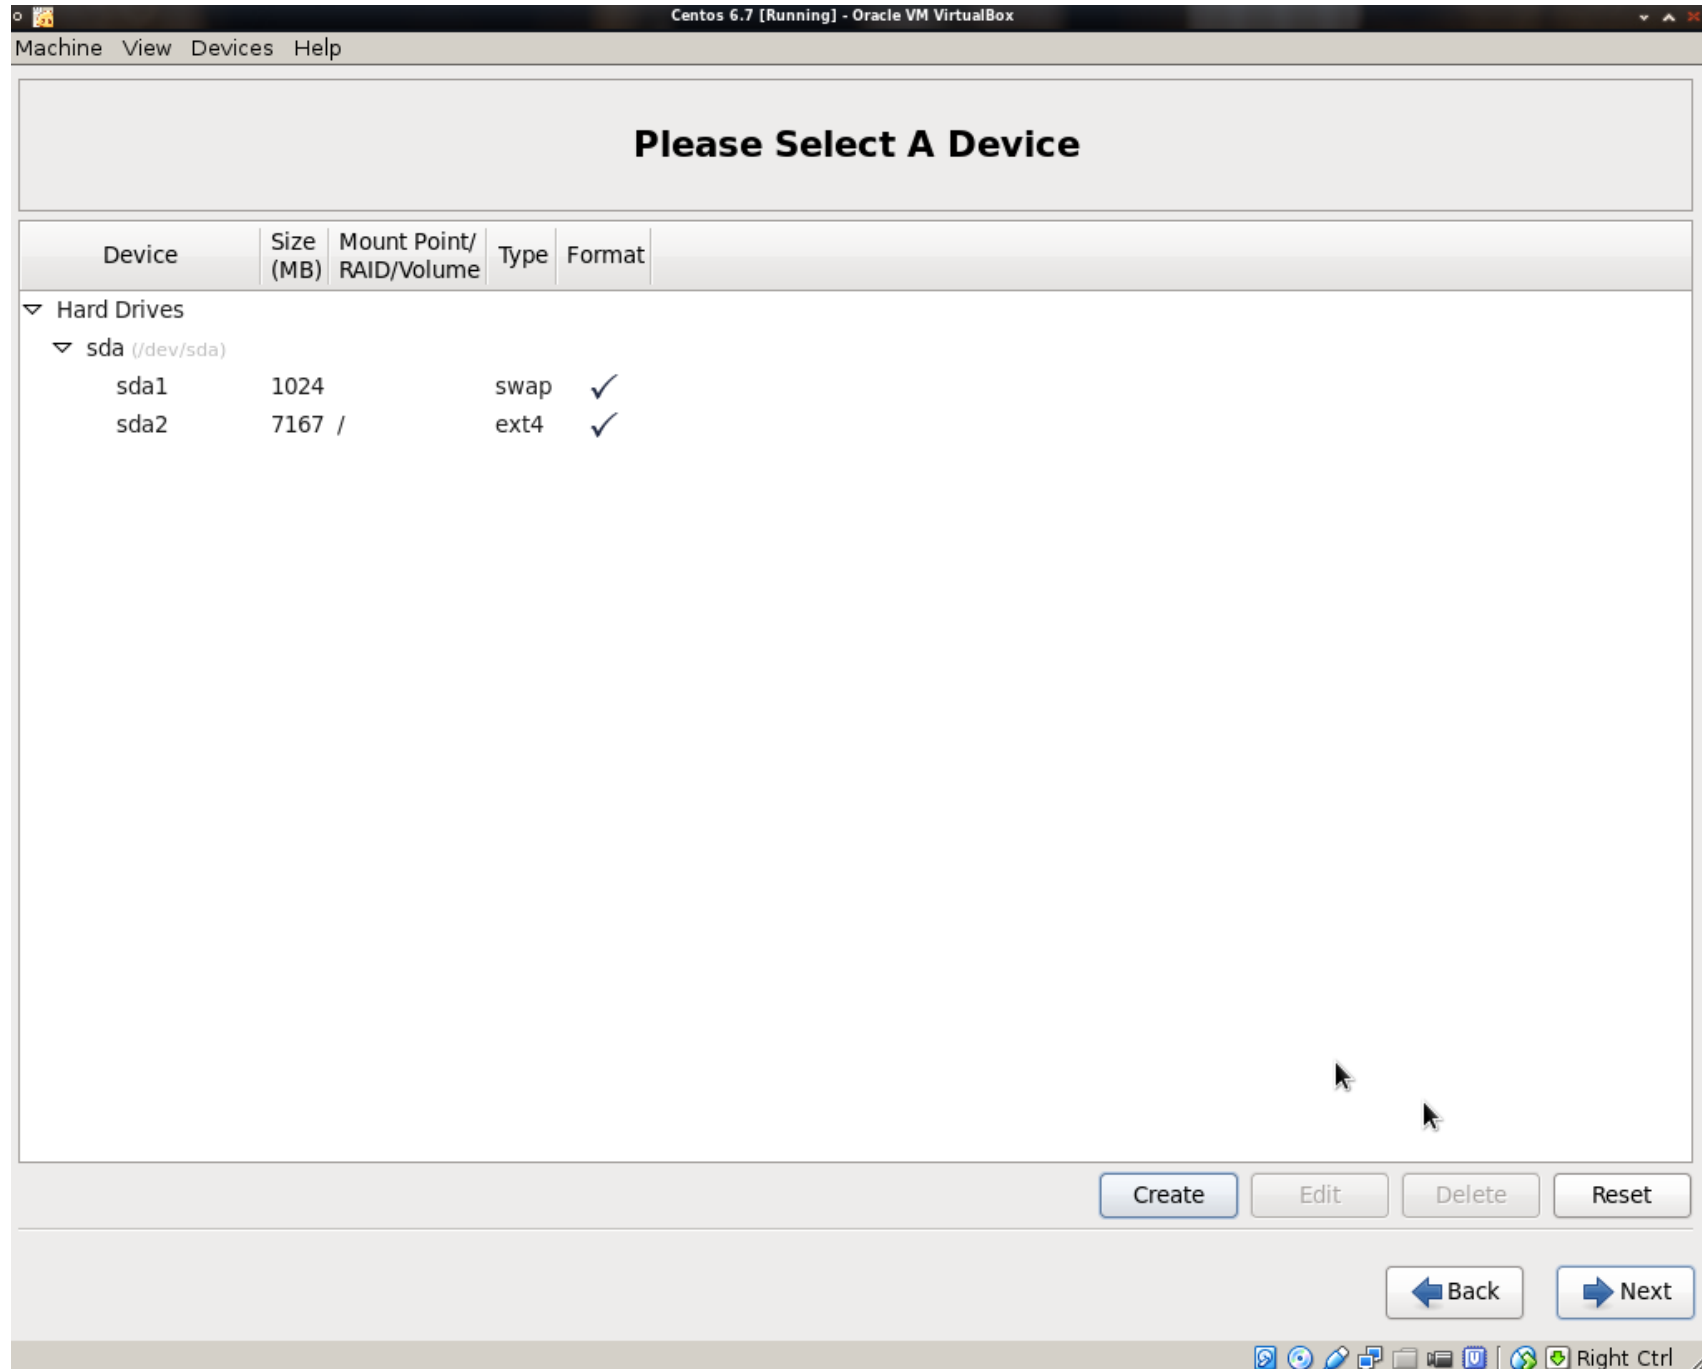 Centos 6.7 [Running] - Oracle VM VirtualBox
Machine View Devices Help
Please Select A Device
Device Size (MB) Mount Point/ RAID/Volume Type Format
Hard Drives
sda (/dev/sda)
sda1 1024 swap
sda2 7167 / ext4
Create Edit Delete Reset
Back Next
Right Ctrl